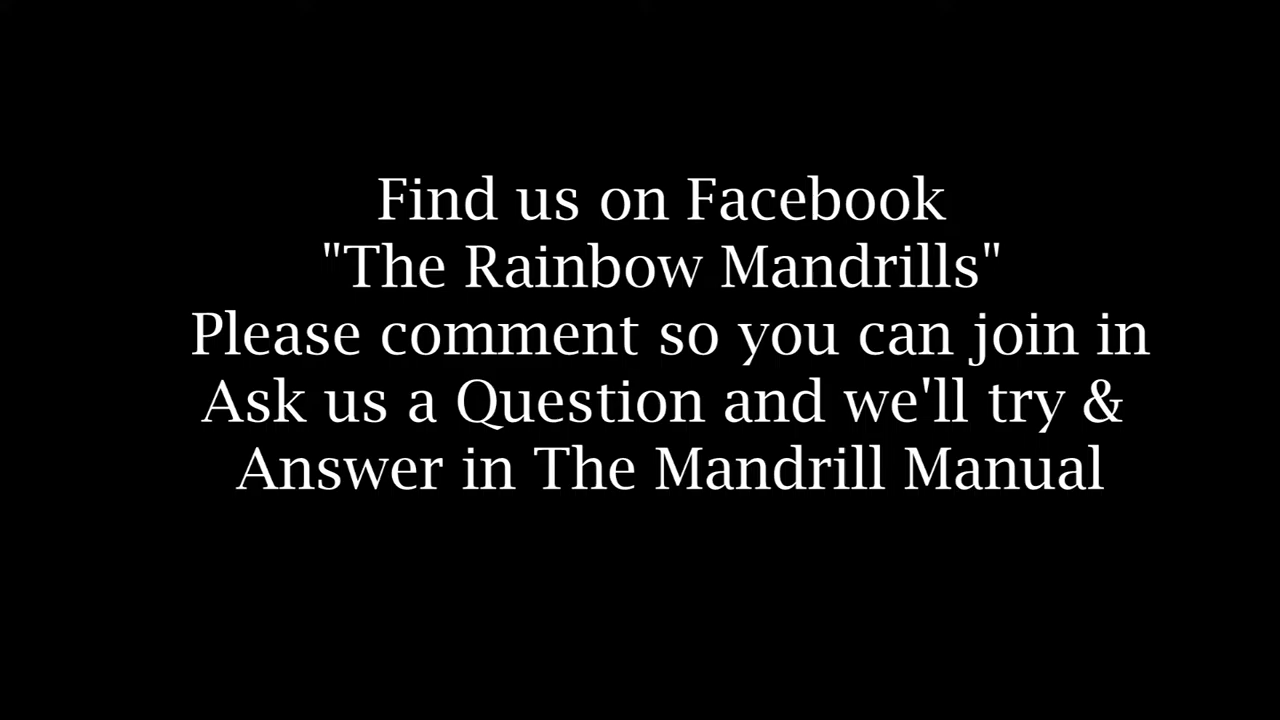 Find us on Facebook
"The Rainbow Mandrills"
Please comment so you can join in
Ask us a Question and we'll try &
Answer in The Mandrill Manual